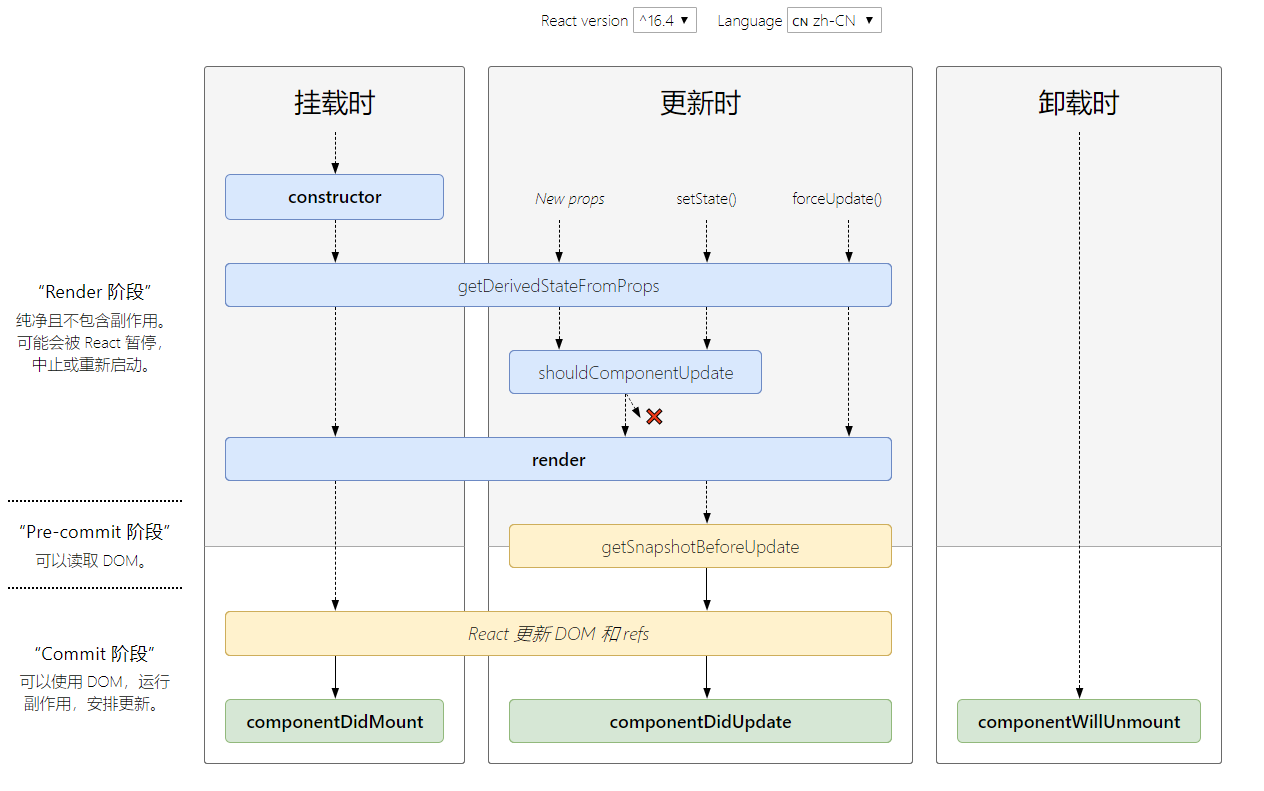 React version ^16.4 ▼ Language CN zh-CN ▼
挂载时
更新时
卸载时
constructor
New props
setState()
forceUpdate()
getDerivedStateFromProps
shouldComponentUpdate
render
getSnapshotBeforeUpdate
React 更新 DOM 和 refs
componentDidMount
componentDidUpdate
componentWillUnmount
“Render 阶段”
纯净且不包含副作用。
可能会被 React 暂停，
中止或重新启动。
“Pre-commit 阶段”
可以读取 DOM。
“Commit 阶段”
可以使用 DOM，运行
副作用，安排更新。